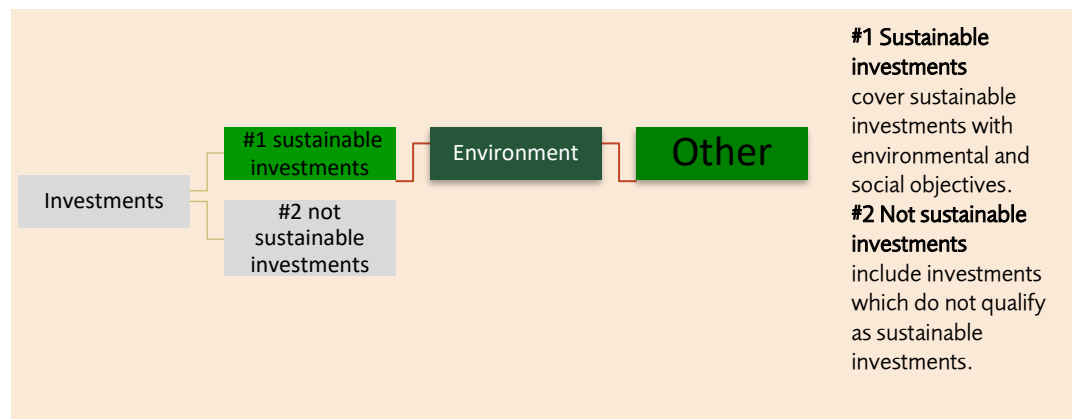 Investments
#1 sustainable
investments
#2 not
sustainable
investments
Environment
Other
#1 Sustainable
investments
cover sustainable
investments with
environmental and
social objectives.
#2 Not sustainable
investments
include investments
which do not qualify
as sustainable
investments.